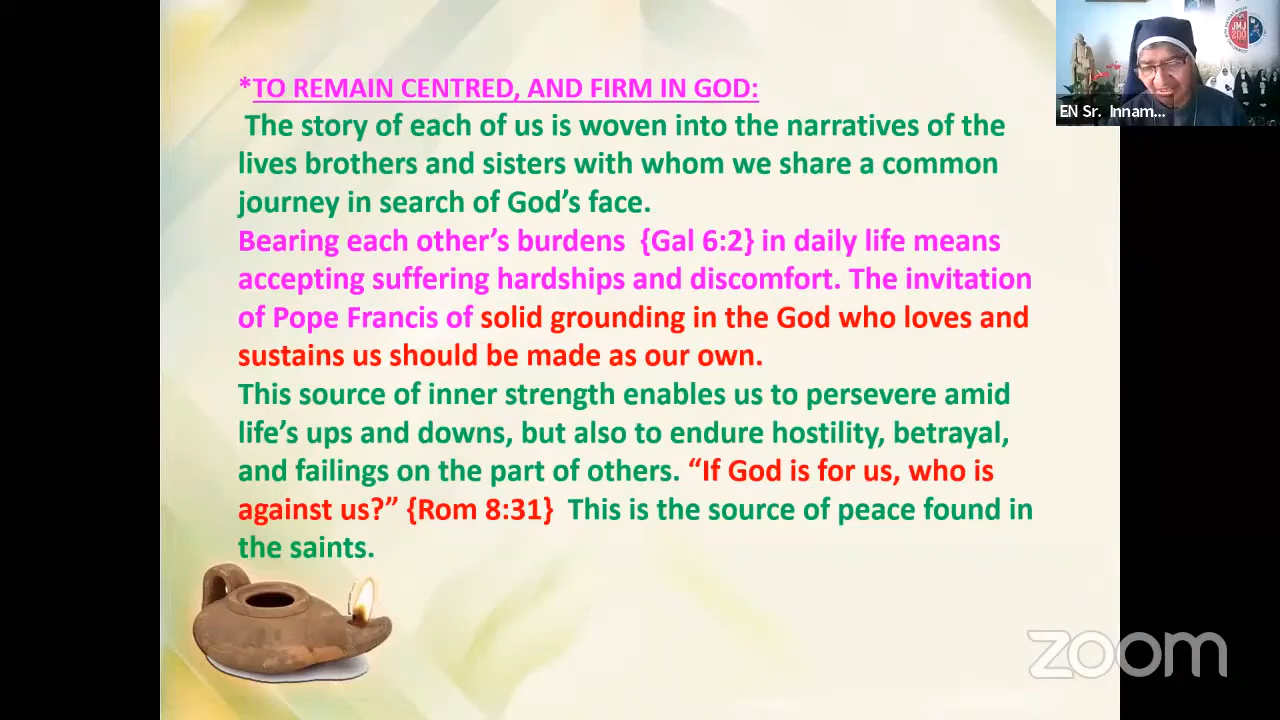 *TO REMAIN CENTRED, AND FIRM IN GOD:
The story of each of us is woven into the narratives of the
lives brothers and sisters with whom we share a common
journey in search of God’s face.
Bearing each other’s burdens {Gal 6:2} in daily life means
accepting suffering hardships and discomfort. The invitation
of Pope Francis of solid grounding in the God who loves and
sustains us should be made as our own.
This source of inner strength enables us to persevere amid
life’s ups and downs, but also to endure hostility, betrayal,
and failings on the part of others. “If God is for us, who is
against us?” {Rom 8:31} This is the source of peace found in
the saints.
JMJ
200
EN Sr. Innam...
zoom